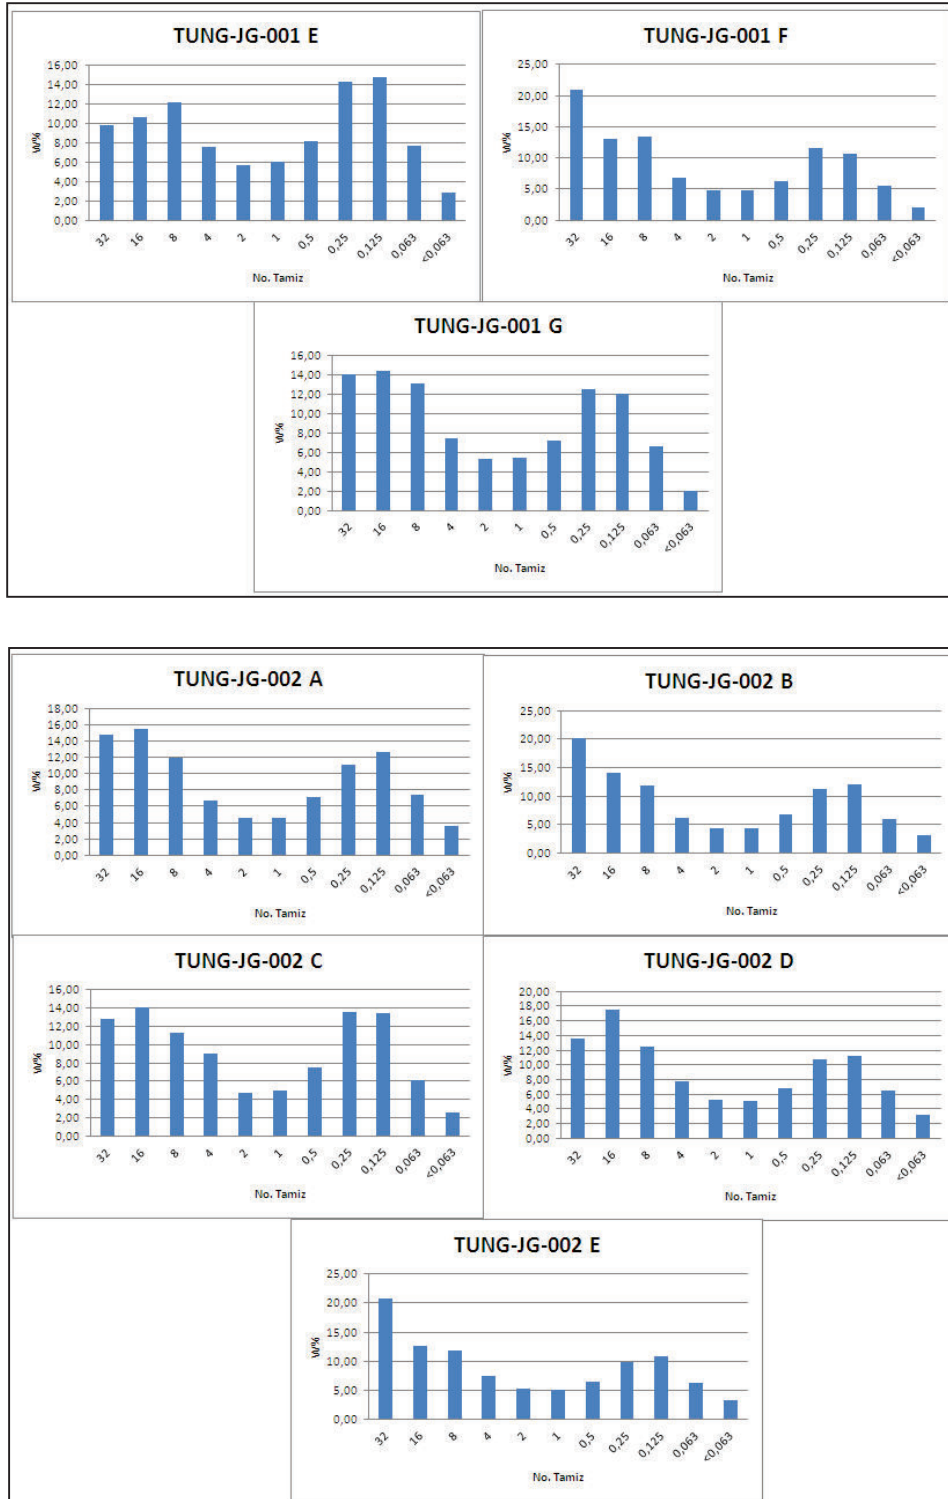 TUNG-JG-001 E
16,00
14,00
12,00
10,00
8,00
6,00
4,00
2,00
0,00
W%
32 16 8 4 2 1 0,5 0,25 0,125 0,063 <0,063
No. Tamiz
TUNG-JG-001 F
25,00
20,00
15,00
10,00
5,00
0,00
W%
32 16 8 4 2 1 0,5 0,25 0,125 0,063 <0,063
No. Tamiz
TUNG-JG-001 G
16,00
14,00
12,00
10,00
8,00
6,00
4,00
2,00
0,00
W%
32 16 8 4 2 1 0,5 0,25 0,125 0,063 <0,063
No. Tamiz
TUNG-JG-002 A
18,00
16,00
14,00
12,00
10,00
8,00
6,00
4,00
2,00
0,00
W%
32 16 8 4 2 1 0,5 0,25 0,125 0,063 <0,063
No. Tamiz
TUNG-JG-002 B
25,00
20,00
15,00
10,00
5,00
0,00
W%
32 16 8 4 2 1 0,5 0,25 0,125 0,063 <0,063
No. Tamiz
TUNG-JG-002 C
16,00
14,00
12,00
10,00
8,00
6,00
4,00
2,00
0,00
W%
32 16 8 4 2 1 0,5 0,25 0,125 0,063 <0,063
No. Tamiz
TUNG-JG-002 D
20,00
18,00
16,00
14,00
12,00
10,00
8,00
6,00
4,00
2,00
0,00
W%
32 16 8 4 2 1 0,5 0,25 0,125 0,063 <0,063
No. Tamiz
TUNG-JG-002 E
25,00
20,00
15,00
10,00
5,00
0,00
W%
32 16 8 4 2 1 0,5 0,25 0,125 0,063 <0,063
No. Tamiz